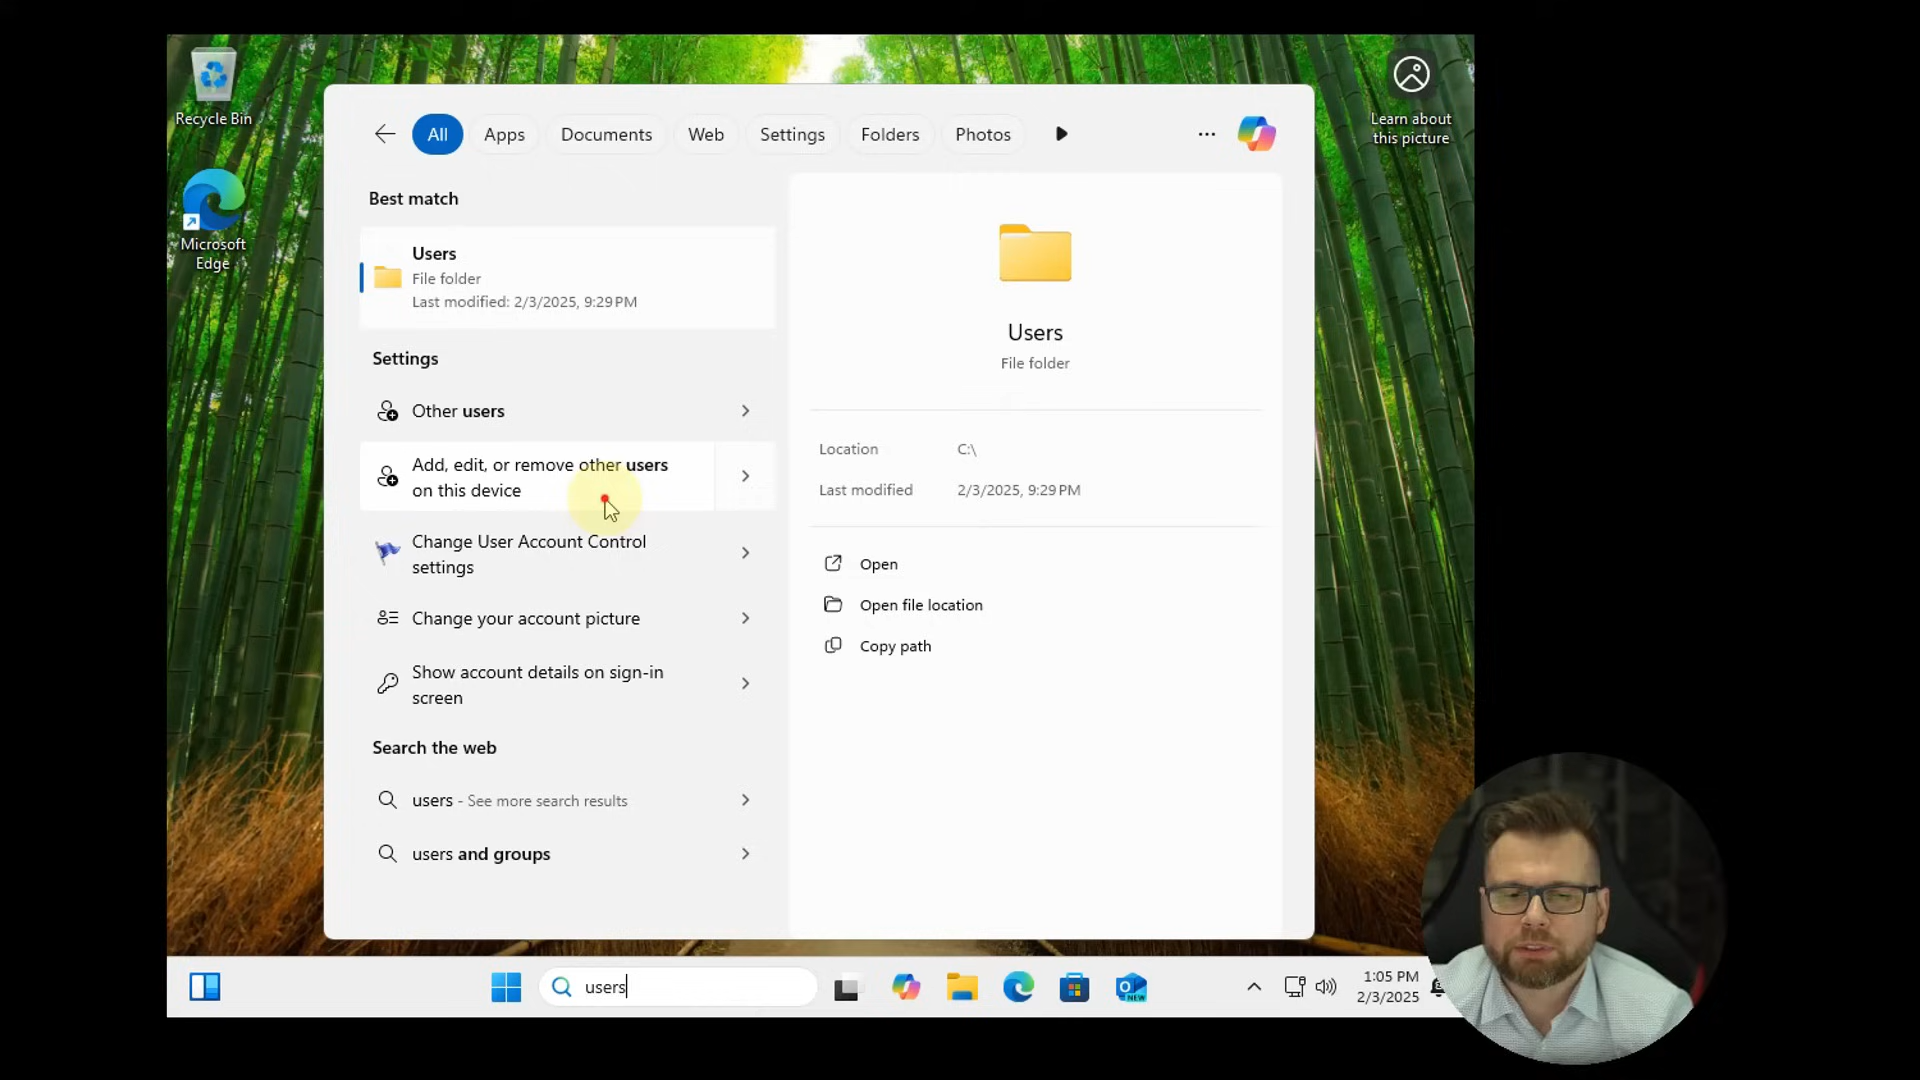 Recycle Bin
Microsoft
Edge
Learn about
this picture
All
Apps
Documents
Web
Settings
Folders
Photos
Best match
Users
File folder
Last modified: 2/3/2025, 9:29 PM
Settings
Other users
Add, edit, or remove other users
on this device
Change User Account Control
settings
Change your account picture
Show account details on sign-in
screen
Search the web
users - See more search results
users and groups
Users
File folder
Location C:\
Last modified 2/3/2025, 9:29 PM
Open
Open file location
Copy path
users
NEW
1:05 PM
2/3/2025